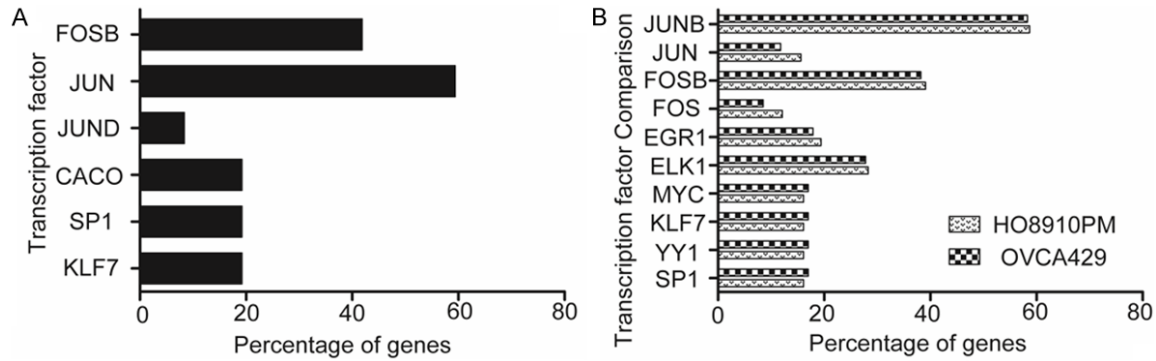 A
Transcription factor
FOSB
JUN
JUND
CACO
SP1
KLF7
0 20 40 60 80
Percentage of genes
B
Transcription factor Comparison
JUNB
JUN
FOSB
FOS
EGR1
ELK1
MYC
KLF7
YY1
SP1
HO8910PM
OVCA429
0 20 40 60 80
Percentage of genes